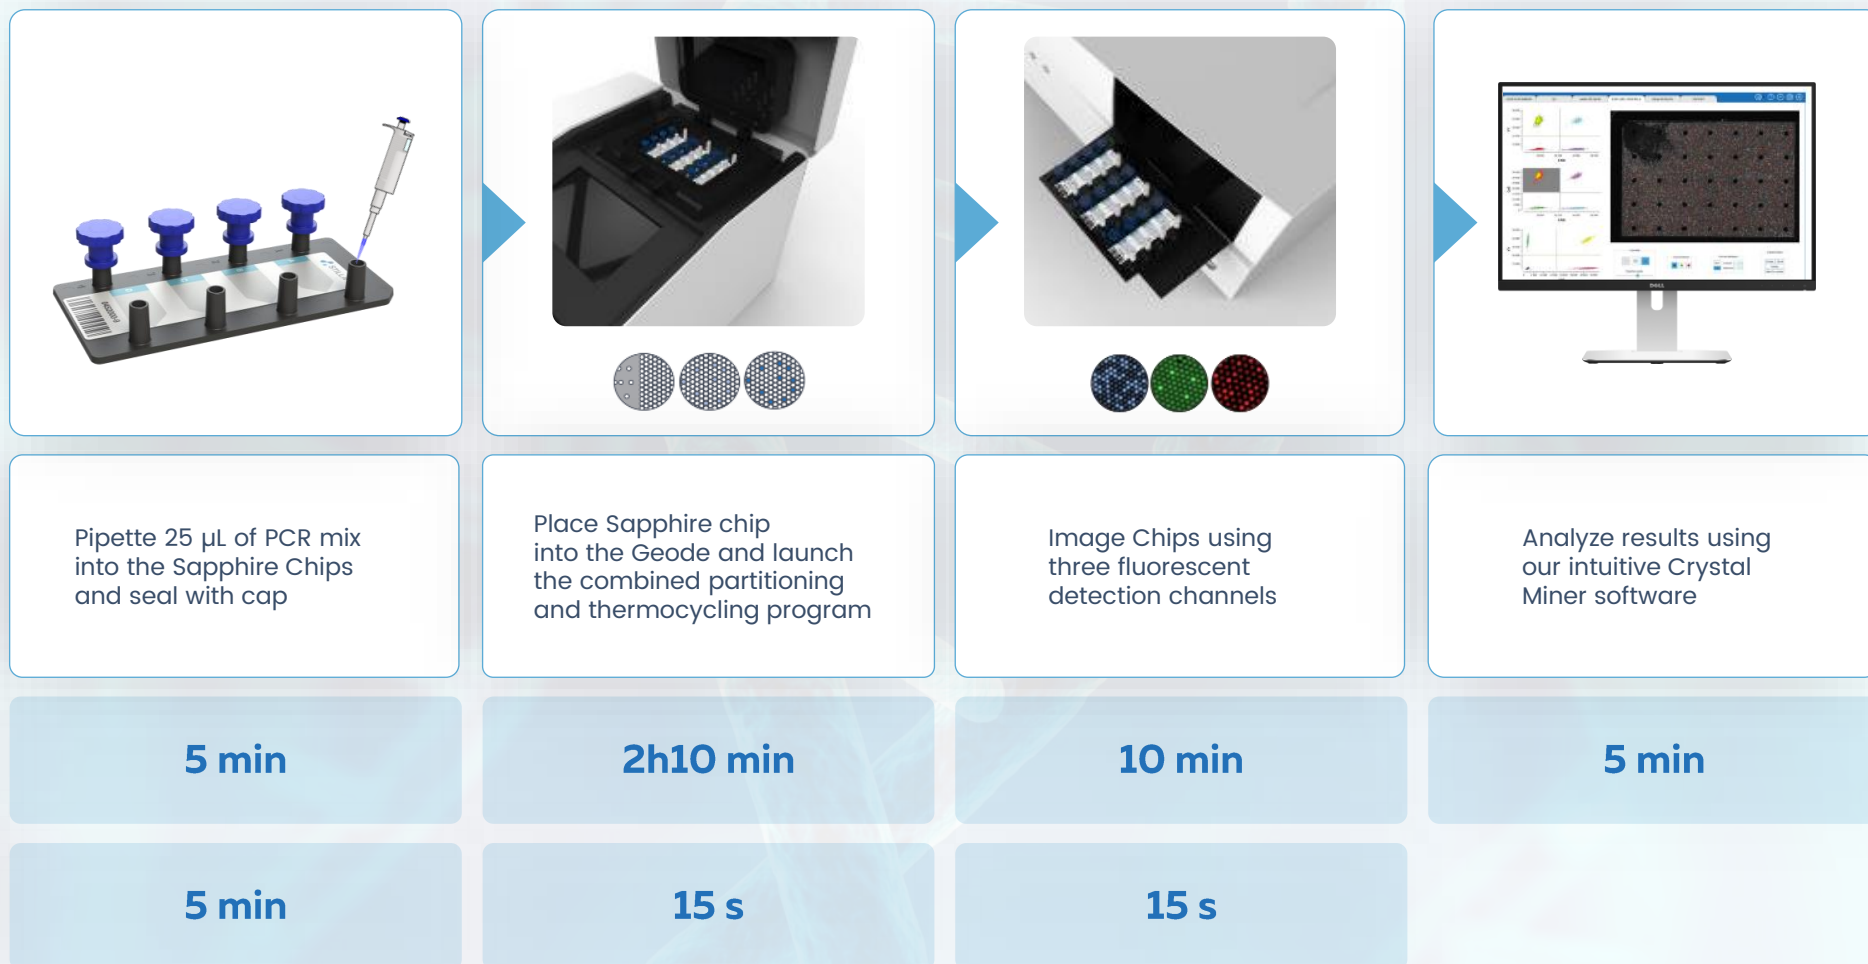 Pipette 25 µL of PCR mix
into the Sapphire Chips
and seal with cap
Place Sapphire chip
into the Geode and launch
the combined partitioning
and thermocycling program
Image Chips using
three fluorescent
detection channels
Analyze results using
our intuitive Crystal
Miner software
5 min
2h10 min
10 min
5 min
5 min
15 s
15 s
DELL